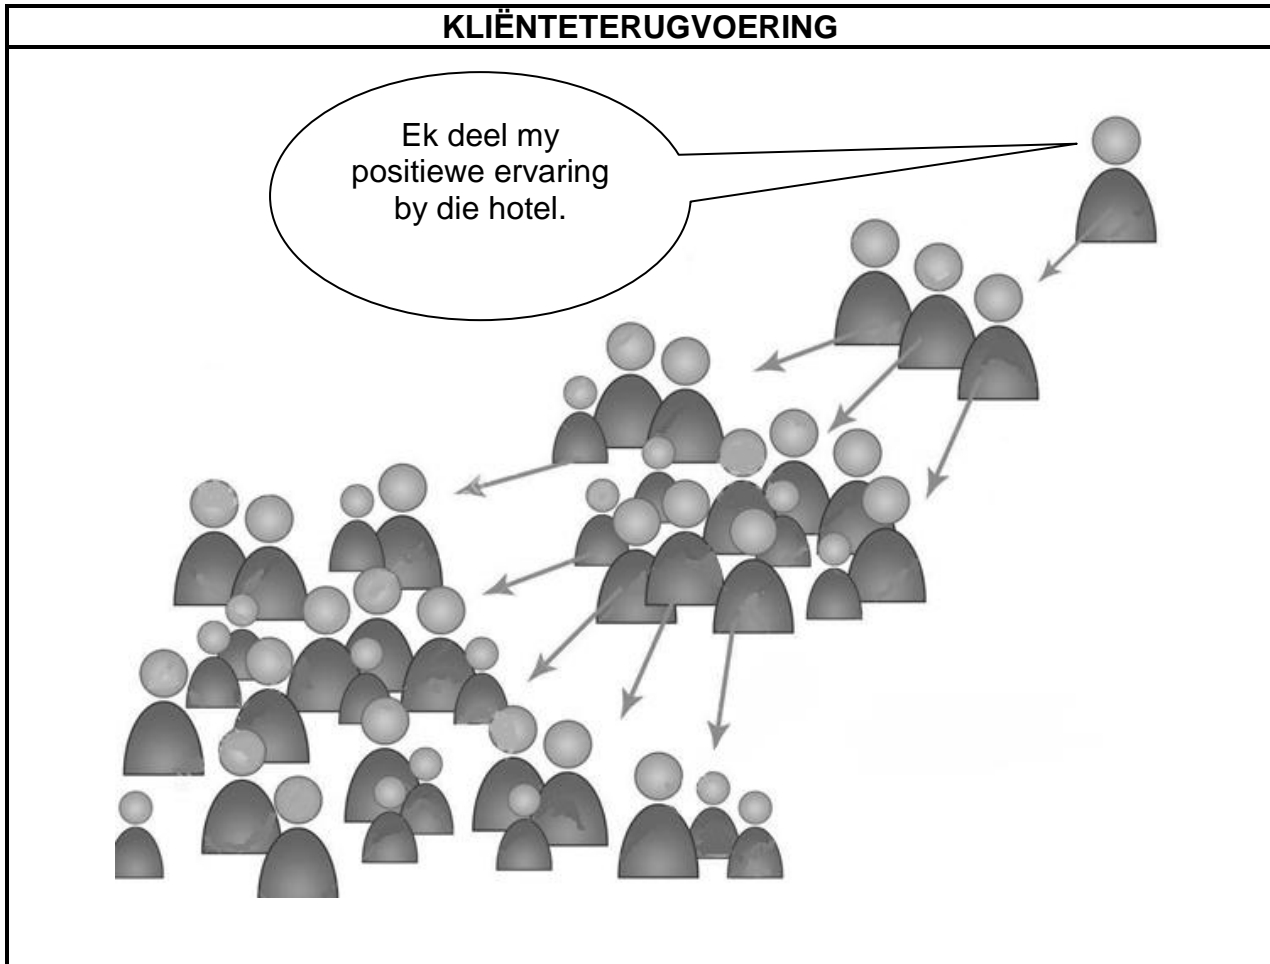 KLIËNTETERUGVOERING
Ek deel my
positiewe ervaring
by die hotel.